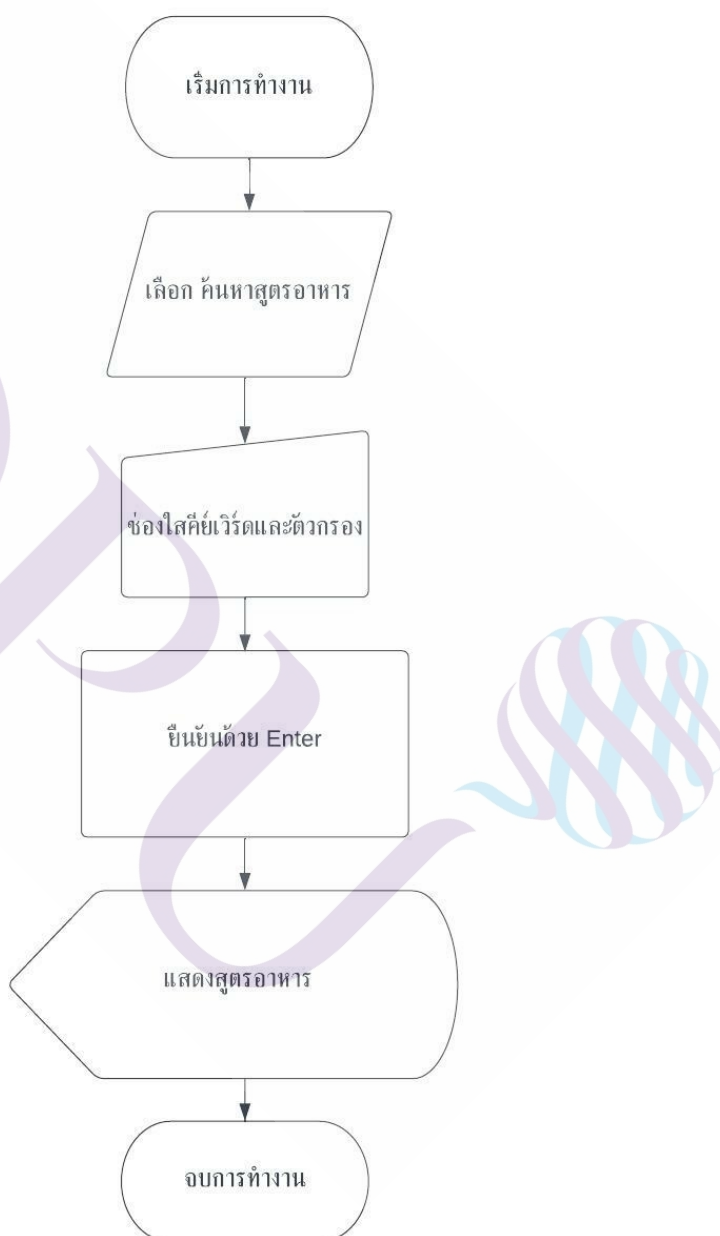 เริ่มการทำงาน
เลือก ค้นหาสูตรอาหาร
ช่องใสคีย์เวิร์ดและตัวกรอง
ยืนยันด้วย Enter
แสดงสูตรอาหาร
จบการทำงาน